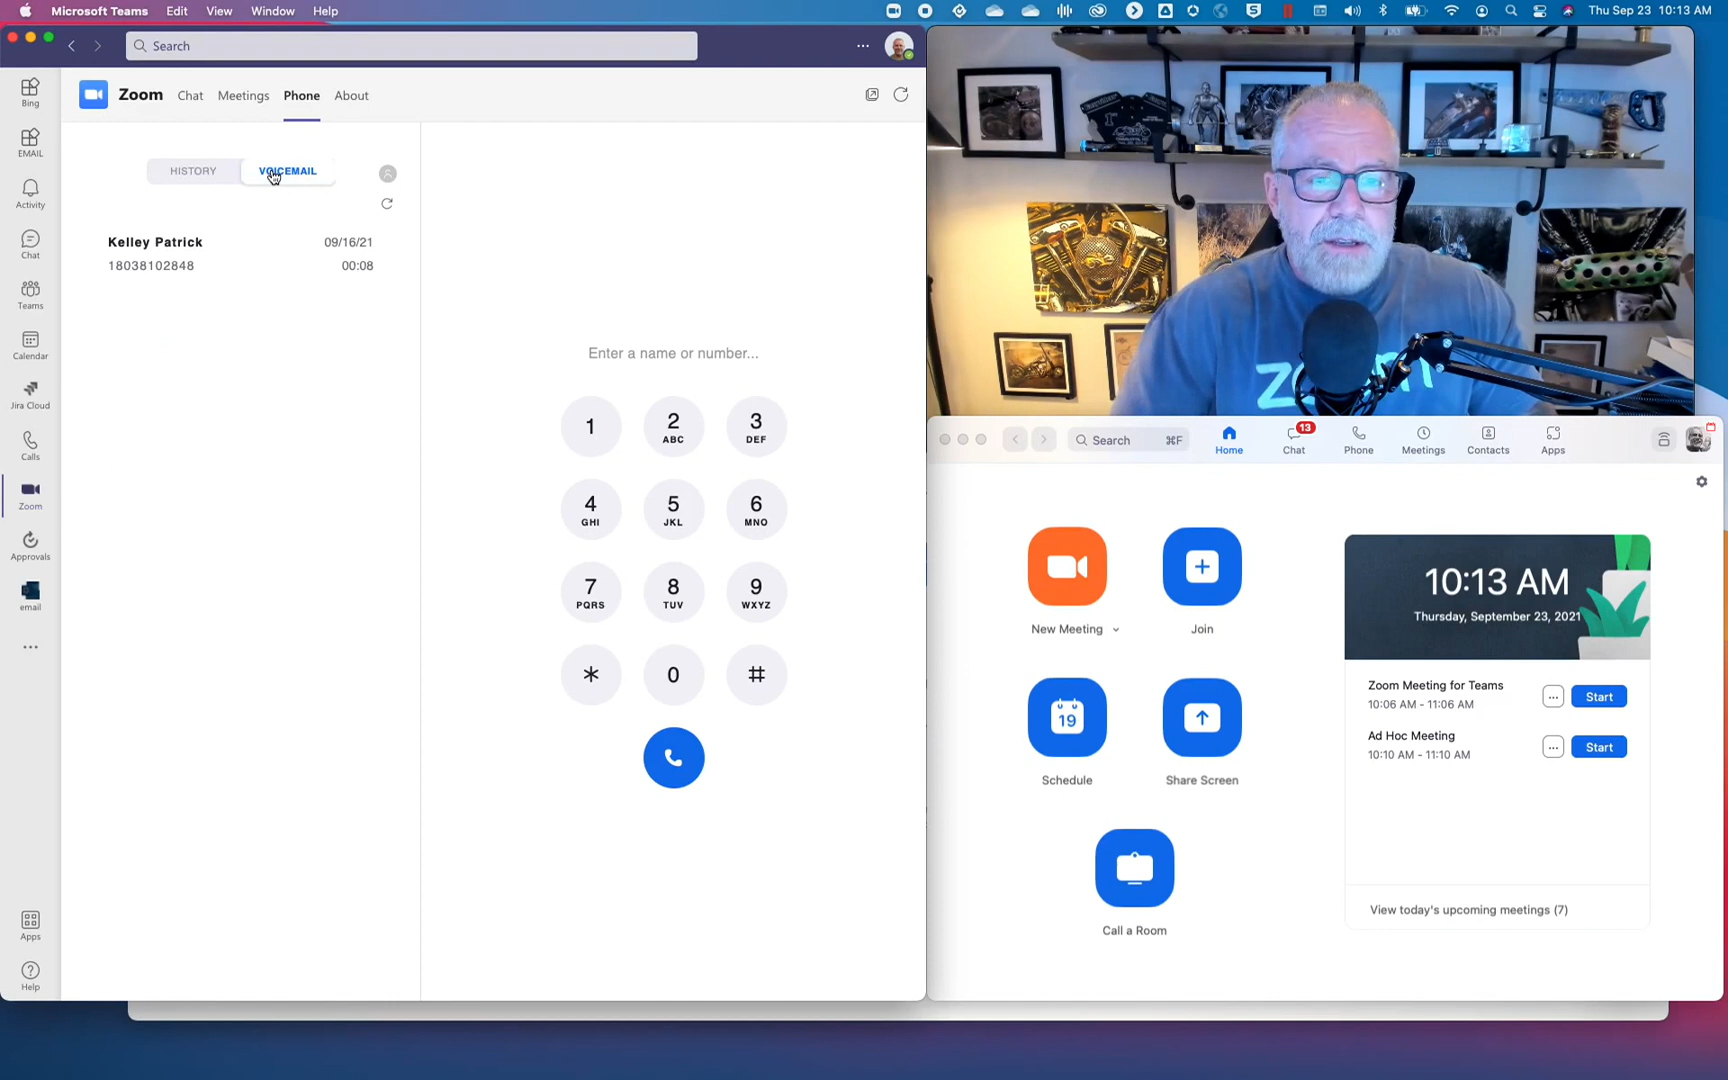 Microsoft Teams Edit View Window Help
Thu Sep 23 10:13 AM
Search
Bing
EMAIL
Activity
Chat
Teams
Calendar
Jira Cloud
Calls
Zoom
Approvals
email
Apps
Help
Zoom Chat Meetings Phone About
HISTORY VOICEMAIL
Kelley Patrick 09/16/21
18038102848 00:08
Enter a name or number...
1 2 3
ABC DEF
4 5 6
GHI JKL MNO
7 8 9
PQRS TUV WXYZ
* 0 #
zoom
Search ⌘F
13
Home Chat Phone Meetings Contacts Apps
New Meeting Join
19
Schedule Share Screen
Call a Room
10:13 AM
Thursday, September 23, 2021
Zoom Meeting for Teams
10:06 AM - 11:06 AM
Start
Ad Hoc Meeting
10:10 AM - 11:10 AM
Start
View today's upcoming meetings (7)